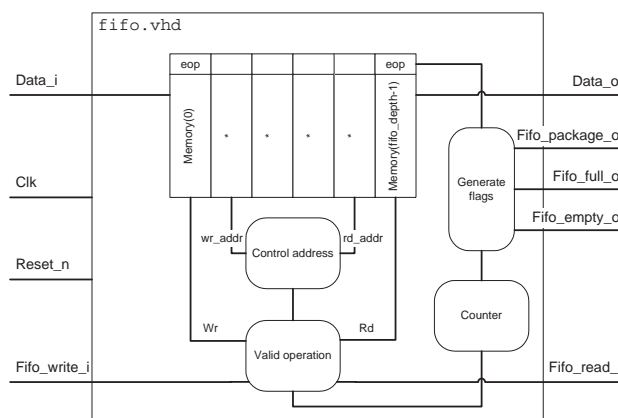 fifo.vhd
eop
eop
Data_i
Data_o
Memory(0)
*
*
*
*
Memory(fifo_depth-1)
Fifo_package_o
Generate
flags
Clk
Fifo_full_o
Fifo_empty_o
wr_addr
rd_addr
Control address
Reset_n
Counter
Wr
Rd
Valid operation
Fifo_write_i
Fifo_read_